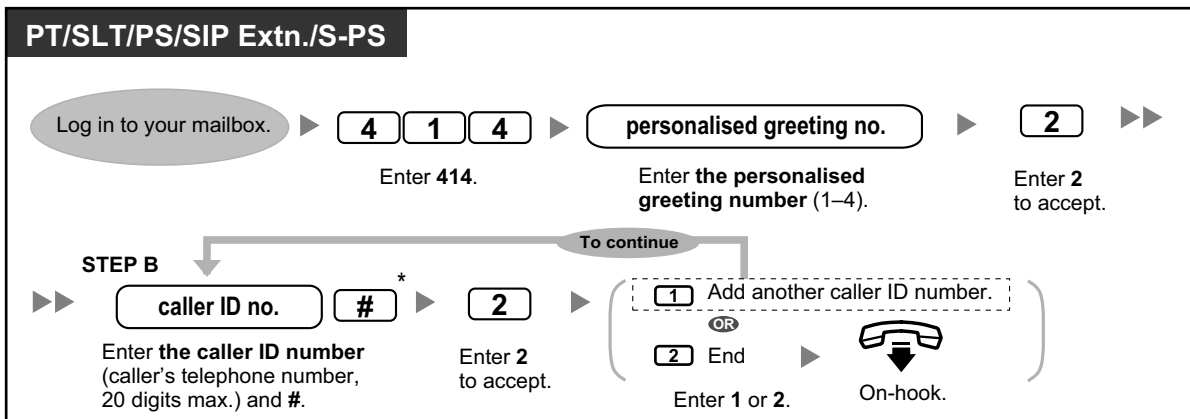 PT/SLT/PS/SIP Extn./S-PS
Log in to your mailbox.
4 1 4
Enter 414.
personalised greeting no.
Enter the personalised
greeting number (1–4).
2
Enter 2
to accept.
To continue
STEP B
caller ID no. # *
Enter the caller ID number
(caller's telephone number,
20 digits max.) and #.
2
Enter 2
to accept.
1 Add another caller ID number.
OR
2 End
Enter 1 or 2.
On-hook.